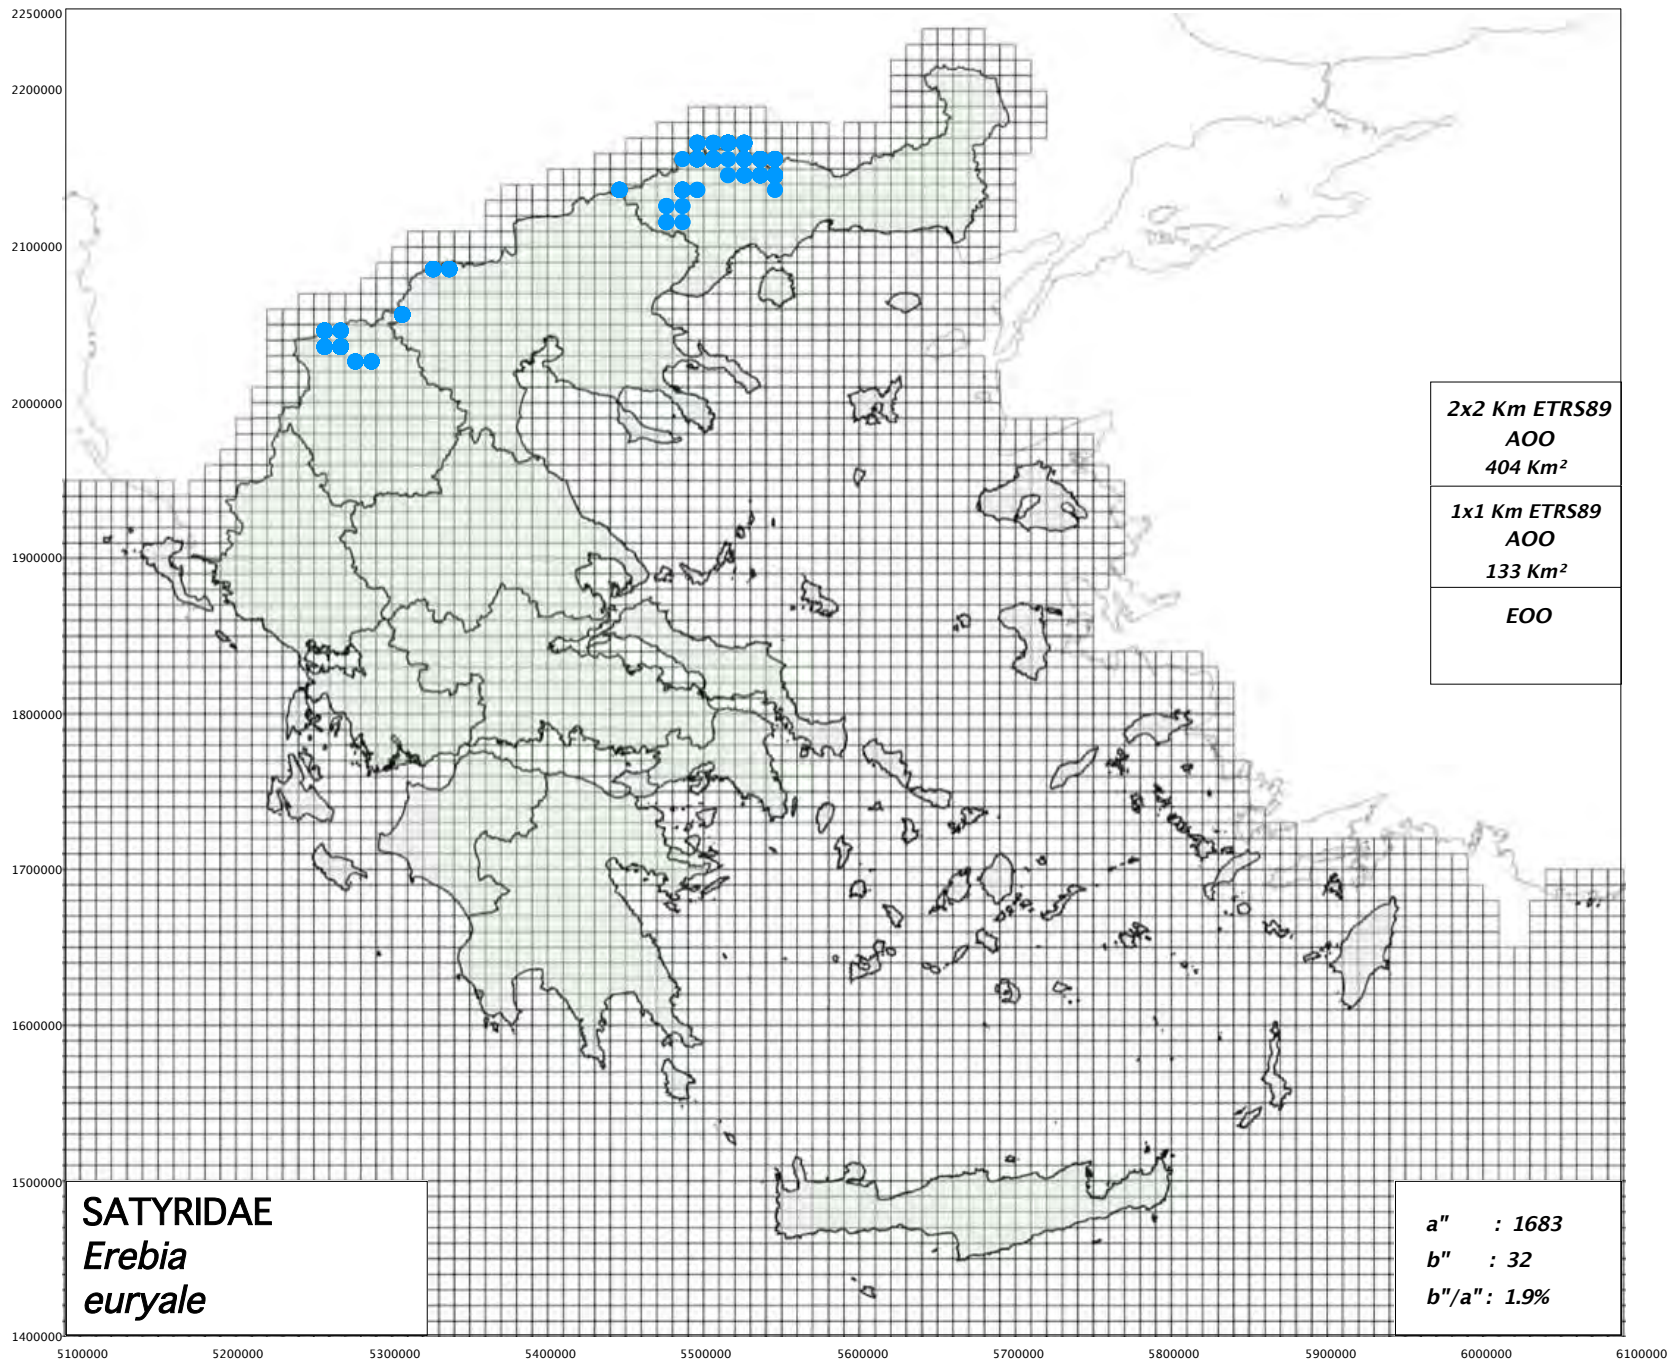 2250000
2200000
2100000
2000000
1900000
1800000
1700000
1600000
1500000
1400000
2x2 Km ETRS89
AOO
404 Km²
1x1 Km ETRS89
AOO
133 Km²
EOO
SATYRIDAE
Erebia
euryale
a" : 1683
b" : 32
b"/a" : 1.9%
5100000 5200000 5300000 5400000 5500000 5600000 5700000 5800000 5900000 6000000 6100000